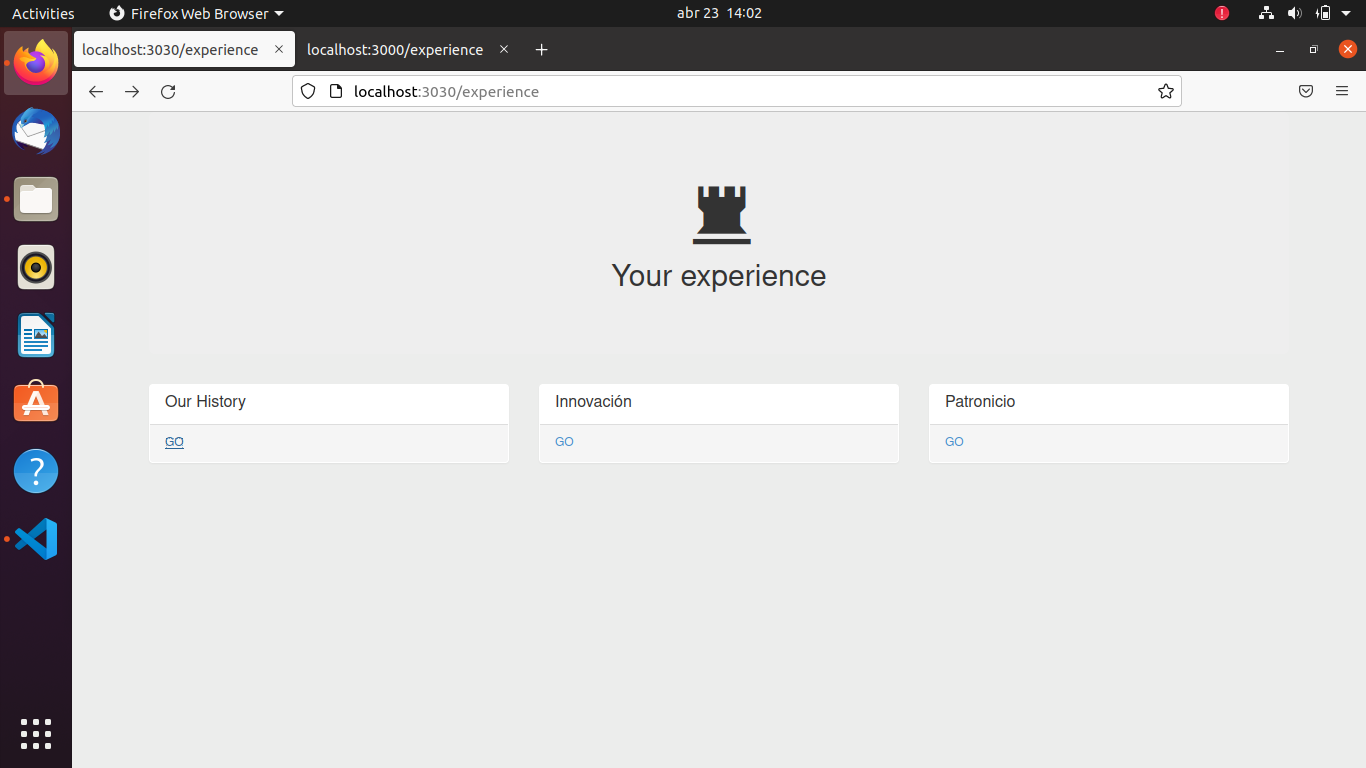 Activities Firefox Web Browser abr 23 14:02
localhost:3030/experience localhost:3000/experience
localhost:3030/experience
Your experience
Our History Innovación Patronicio
GO GO GO